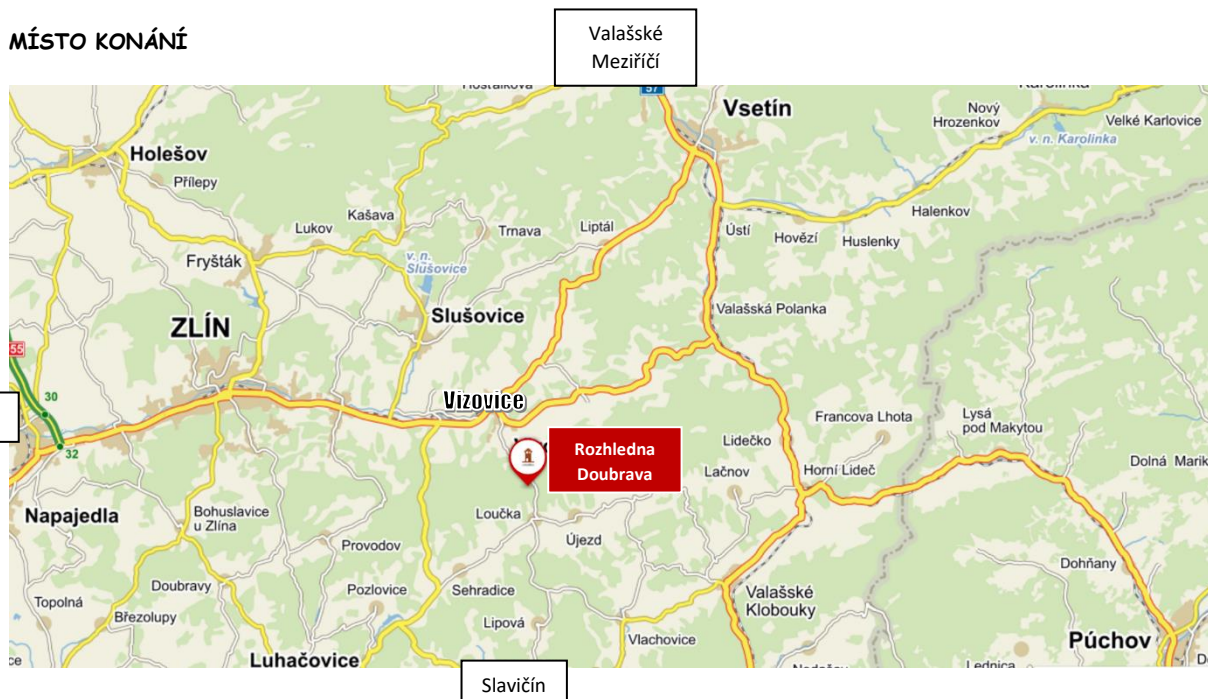 MÍSTO KONÁNÍ
Valašské
Meziříčí
57
Vsetín
Nový
Hrozenkov
Velké Karlovice
v. n. Karolinka
Holešov
Přílepy
Kašava
Lukov
Trnava
Liptál
Halenkov
Ústí
Hovězí
Huslenky
Fryšták
v. n.
Slušovice
Slušovice
Valašská Polanka
ZLÍN
55
30
32
Vizovice
Rozhledna
Doubrava
Francova Lhota
Lysá
pod Makytou
Lidečko
Lačnov
Horní Lideč
Dolná Marik
Napajedla
Bohuslavice
u Zlína
Loučka
Újezd
Provodov
Doubravy
Pozlovice
Sehradice
Dohňany
Topolná
Březolupy
Lipová
Valašské
Klobouky
Vlachovice
Púchov
Luhačovice
Lednica
Slavičín